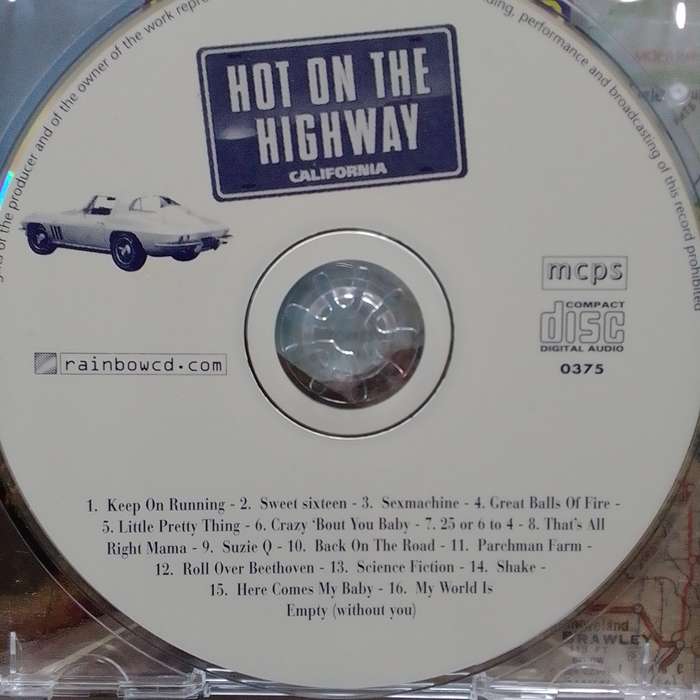 of the producer and of the owner of the work
performance and broadcasting of this record prohibited
HOT ON THE
HIGHWAY
CALIFORNIA
mcps
COMPACT
disc
DIGITAL AUDIO
0375
rainbowcd.com
1. Keep On Running - 2. Sweet sixteen - 3. Sexmachine - 4. Great Balls Of Fire -
5. Little Pretty Thing - 6. Crazy ‘Bout You Baby - 7. 25 or 6 to 4 - 8. That's All
Right Mama - 9. Suzie Q - 10. Back On The Road - 11. Parchman Farm -
12. Roll Over Beethoven - 13. Science Fiction - 14. Shake -
15. Here Comes My Baby - 16. My World Is
Empty (without you)
BRAWLEY